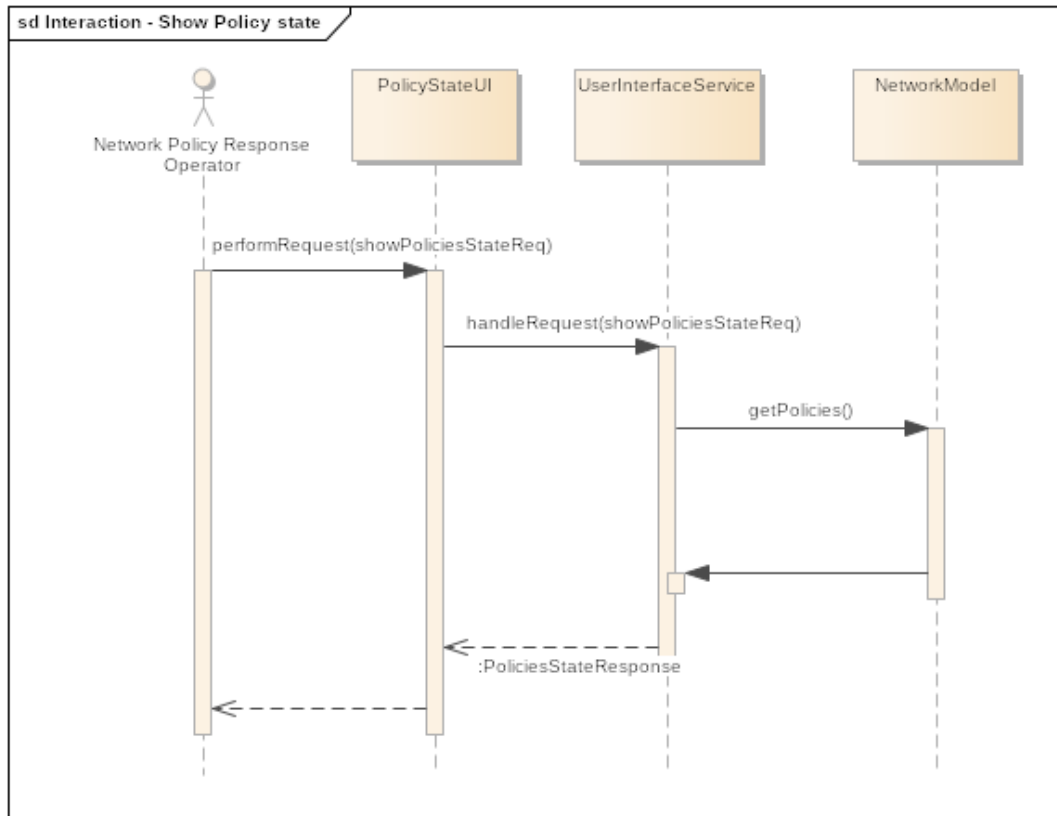 sd Interaction - Show Policy state
Network Policy Response
Operator
PolicyStateUI
UserInterfaceService
NetworkModel
performRequest(showPoliciesStateReq)
handleRequest(showPoliciesStateReq)
getPolicies()
:PoliciesStateResponse